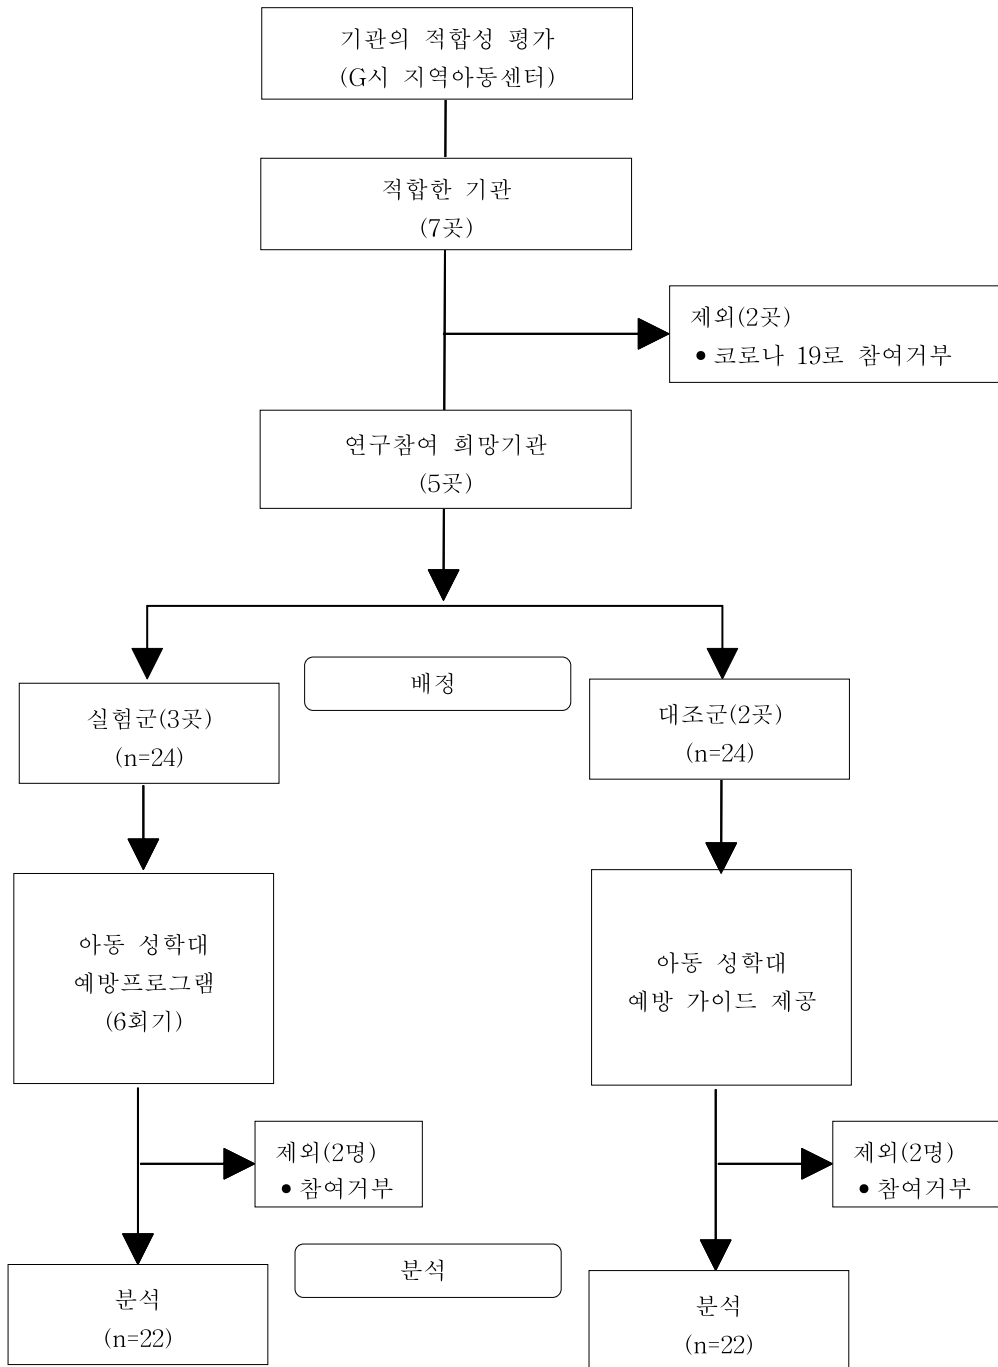 기관의 적합성 평가
(G시 지역아동센터)
적합한 기관
(7곳)
제외(2곳)
• 코로나 19로 참여거부
연구참여 희망기관
(5곳)
배정
실험군(3곳)
(n=24)
대조군(2곳)
(n=24)
아동 성학대
예방프로그램
(6회기)
아동 성학대
예방 가이드 제공
제외(2명)
• 참여거부
제외(2명)
• 참여거부
분석
분석
(n=22)
분석
(n=22)